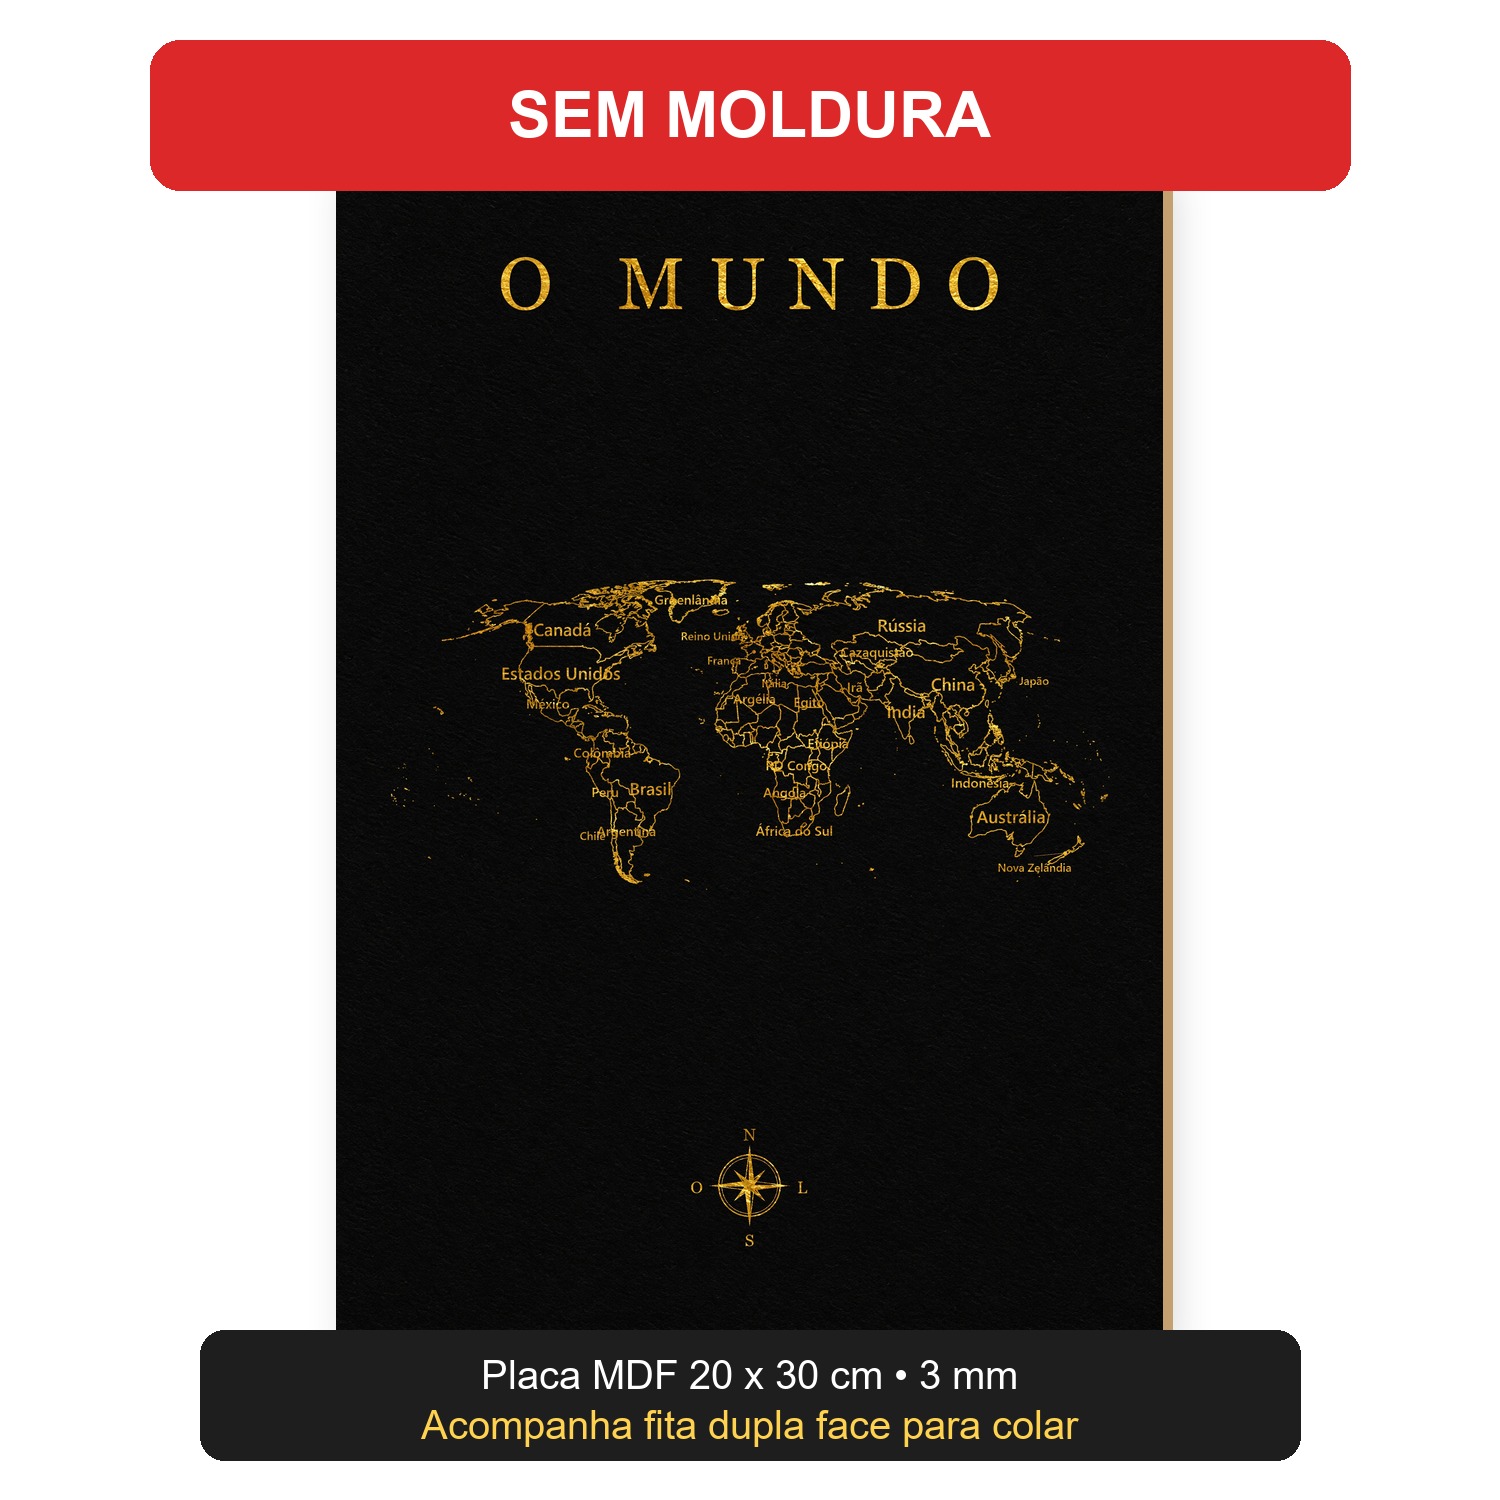 SEM MOLDURA
O MUNDO
Groenlândia
Canadá
Rússia
Reino Unido
Cazaquistão
França
Estados Unidos
Itália
Irã
China
Japão
México
Argélia
Egito
Índia
Etiópia
Colômbia
RD Congo
Indonésia
Peru
Brasil
Angola
Austrália
Chile
Argentina
África do Sul
Nova Zelândia
N
O
L
S
Placa MDF 20 x 30 cm • 3 mm
Acompanha fita dupla face para colar